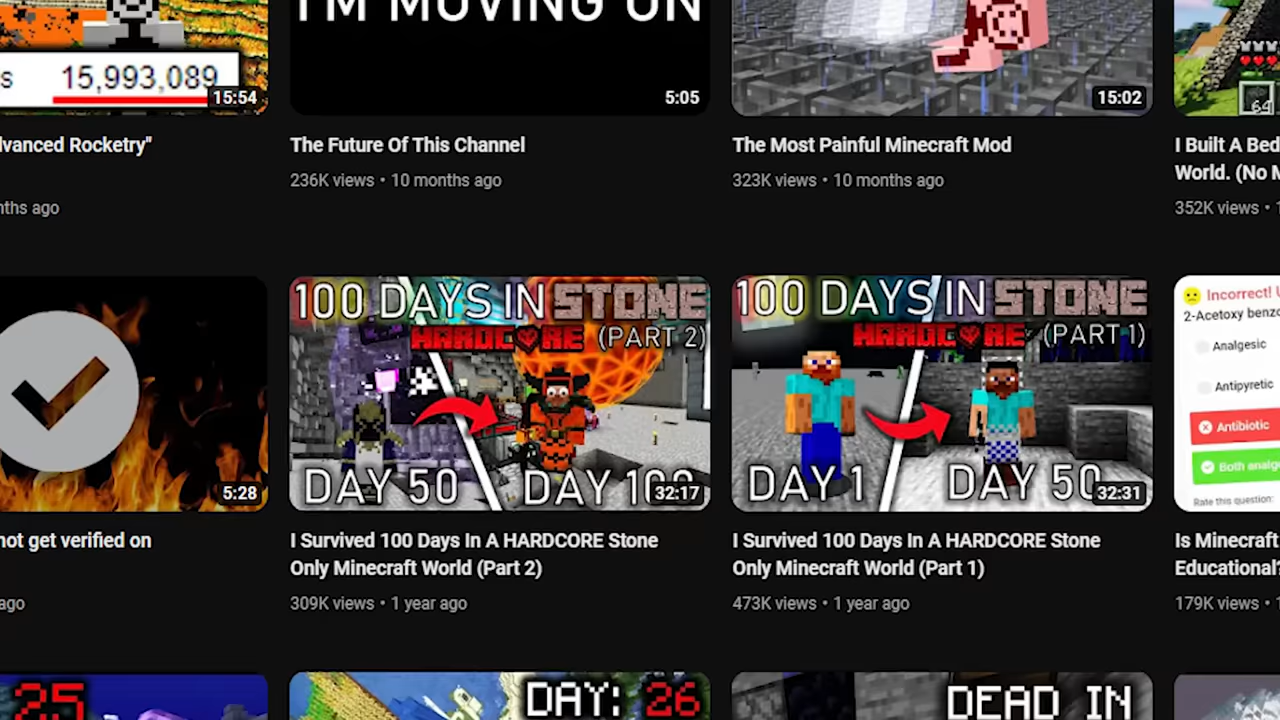 I'M MOVING ON
s 15,993,089
15:54
5:05
15:02
64
dvanced Rocketry"
The Future Of This Channel
The Most Painful Minecraft Mod
I Built A Bed
World. (No M
236K views • 10 months ago
323K views • 10 months ago
nths ago
352K views •
100 DAYS IN STONE
HARDCORE (PART 2)
DAY 50
DAY 100
32:17
100 DAYS IN STONE
HARDCORE (PART 1)
DAY 1
DAY 50
32:31
Incorrect! U
2-Acetoxy benzo
Analgesic
Antipyretic
Antibiotic
Both analg
Rate this question:
5:28
not get verified on
I Survived 100 Days In A HARDCORE Stone
Only Minecraft World (Part 2)
I Survived 100 Days In A HARDCORE Stone
Only Minecraft World (Part 1)
Is Minecraft
Educational?
ago
309K views • 1 year ago
473K views • 1 year ago
179K views •
25
DAY: 26
DEAD IN